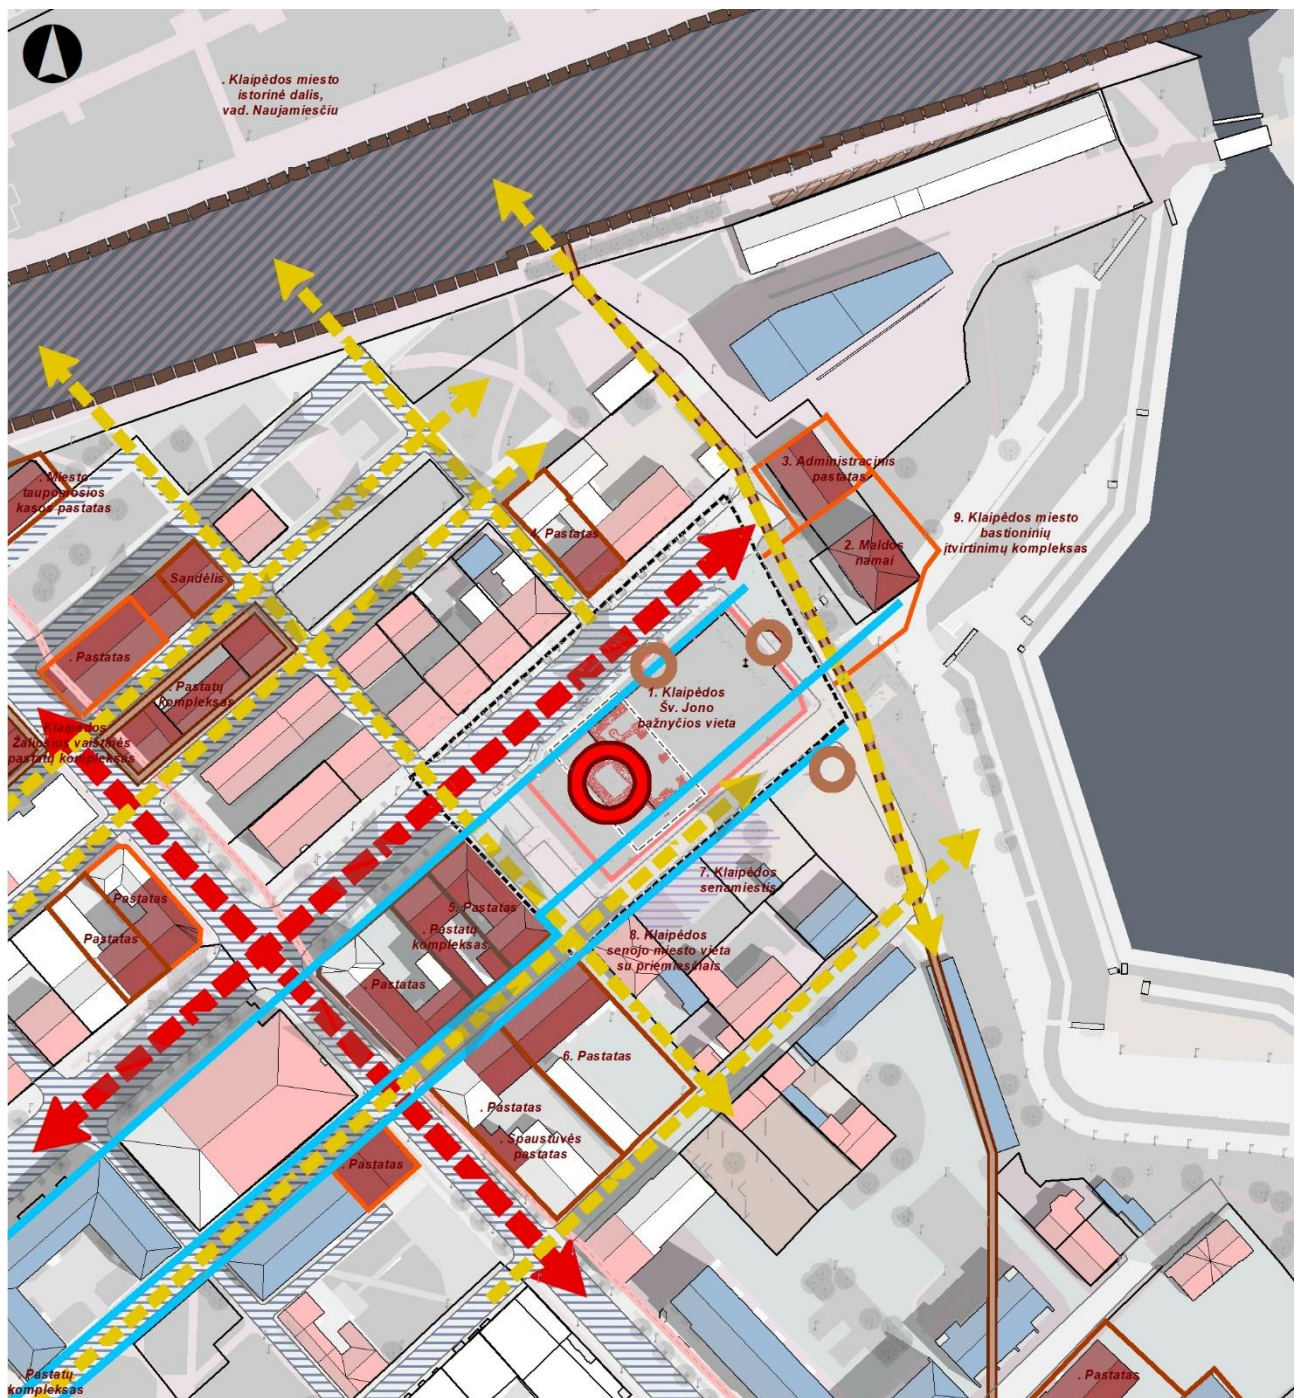 . Klaipėdos miesto
istorinė dalis,
vad. Naujamiesčiu
. Miesto
taupomosios
kasos pastatas
3. Administracinis
pastatas
4. Pastatas
9. Klaipėdos miesto
bastioninių
įtvirtinimų kompleksas
2. Maldos
namai
. Sandėlis
. Pastatas
. Pastatų
kompleksas
1. Klaipėdos
Šv. Jono
bažnyčios vieta
Klaipėdos
Žaliosios vaistinės
pastatų kompleksas
7. Klaipėdos
senamiestis
. Pastatas
Pastatas
5. Pastatas
. Pastatų
kompleksas
8. Klaipėdos
senojo miesto vieta
su priemiesčiais
. Pastatas
6. Pastatas
. Pastatas
. Spaustuvės
pastatas
. Pastatas
Pastatų
kompleksas
. Pastatas